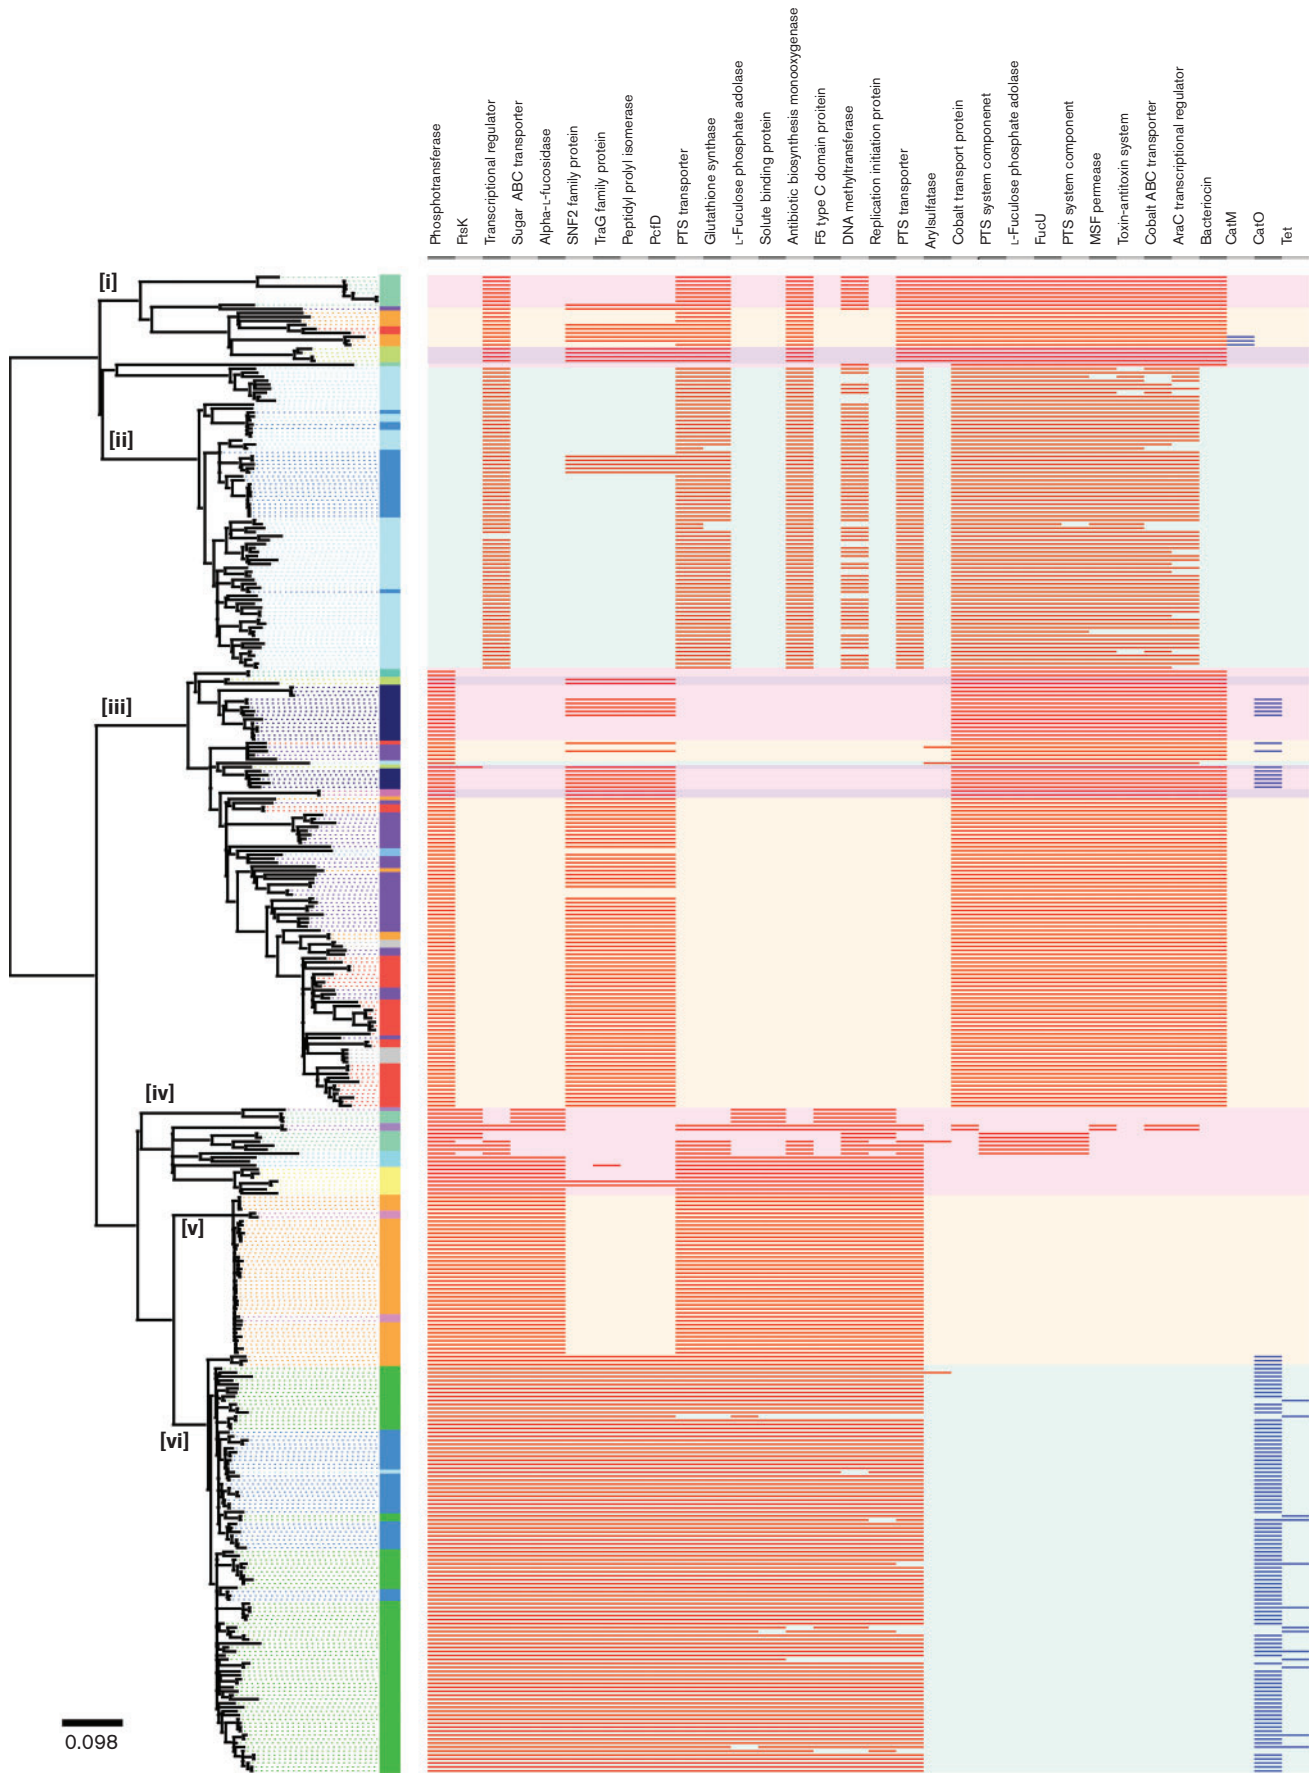 Phosphotransferase
FtsK
Transcriptional regulator
Sugar ABC transporter
Alpha-L-fucosidase
SNF2 family protein
TraG family protein
Peptidyl prolyl isomerase
PcfD
PTS transporter
Glutathione synthase
L-Fuculose phosphate adolase
Solute binding protein
Antibiotic biosynthesis monooxygenase
F5 type C domain proitein
DNA methyltransferase
Replication initiation protein
PTS transporter
Arylsulfatase
Cobalt transport protein
PTS system componenet
L-Fuculose phosphate adolase
FucU
PTS system component
MSF permease
Toxin-antitoxin system
Cobalt ABC transporter
AraC transcriptional regulator
Bacteriocin
CatM
CatO
Tet
[i]
[ii]
[iii]
[iv]
[v]
[vi]
0.098